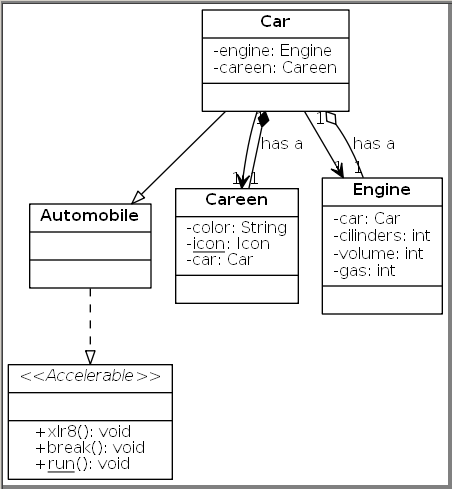 Car
-engine: Engine
-careen: Careen
1
1
has a
has a
1
1
1
1
Automobile
Careen
-color: String
-icon: Icon
-car: Car
Engine
-car: Car
-cilinders: int
-volume: int
-gas: int
<<Accelerable>>
+xlr8(): void
+break(): void
+run(): void